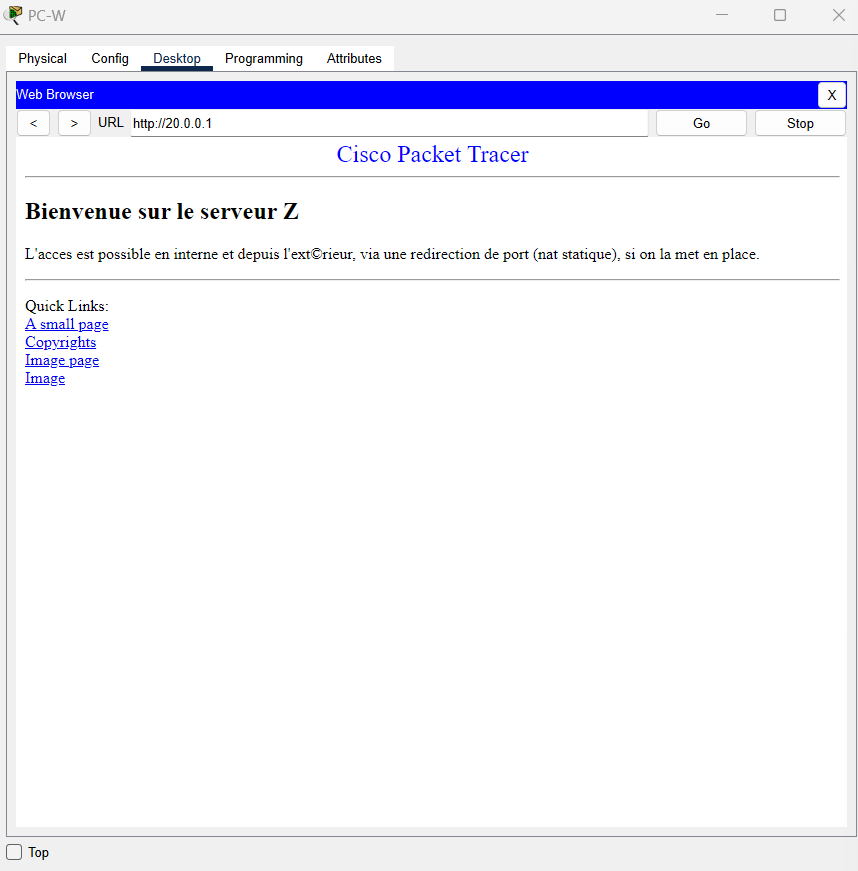 PC-W
Physical Config Desktop Programming Attributes
Web Browser X
< > URL http://20.0.0.1 Go Stop
Cisco Packet Tracer
Bienvenue sur le serveur Z
L'acces est possible en interne et depuis l'ext©rieur, via une redirection de port (nat statique), si on la met en place.
Quick Links:
A small page
Copyrights
Image page
Image
Top